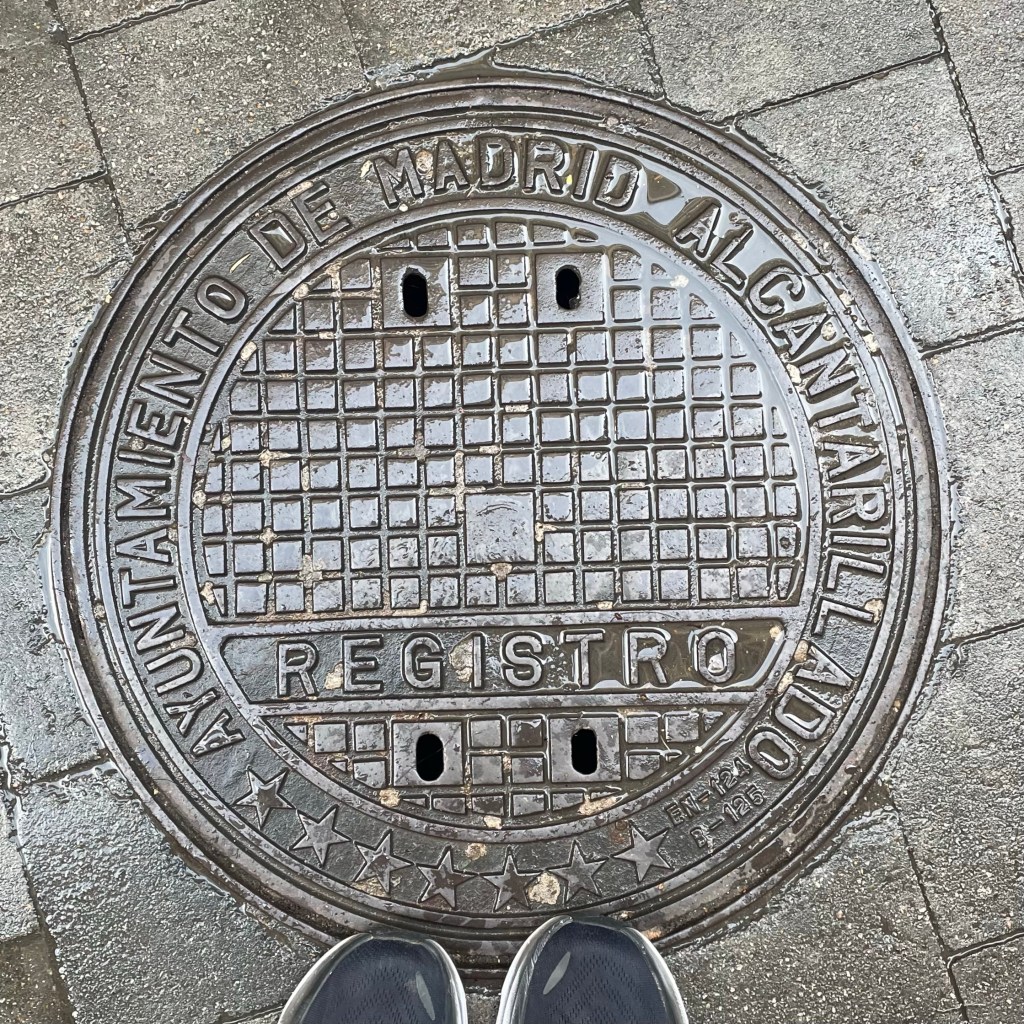 AYUNTAMIENTO DE MADRID ALCANTARILLADO
REGISTRO
EN-124
B-125